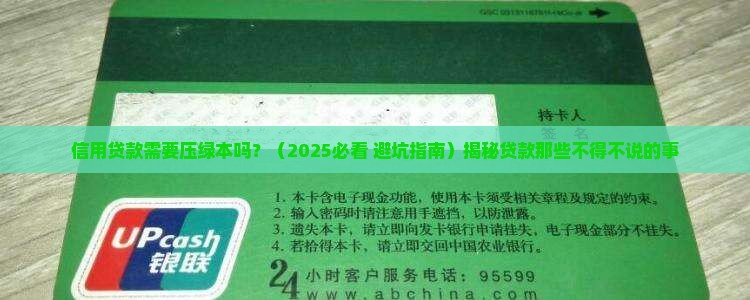 持卡人
签名
信用贷款需要压绿本吗？（2025必看 避坑指南）揭秘贷款那些不得不说的事
1. 本卡含电子现金功能，使用本卡须受相关章程及规定的约束。
2. 输入密码时请注意用手遮挡，以防泄露。
3. 遗失本卡，请立即向发卡银行申请挂失，电子现金部分不挂失。
4. 若拾得本卡，请立即交回中国农业银行。
UPcash
银联
24小时客户服务电话：95599
www.abchina.com